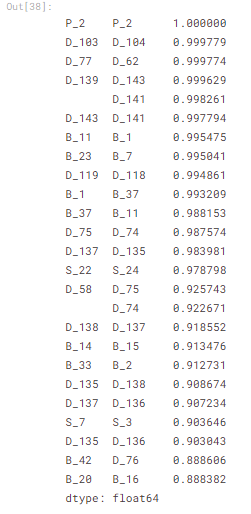 Out[38]:
P_2 P_2 1.000000
D_103 D_104 0.999779
D_77 D_62 0.999774
D_139 D_143 0.999629
D_141 0.998261
D_143 D_141 0.997794
B_11 B_1 0.995475
B_23 B_7 0.995041
D_119 D_118 0.994861
B_1 B_37 0.993209
B_37 B_11 0.988153
D_75 D_74 0.987574
D_137 D_135 0.983981
S_22 S_24 0.978798
D_58 D_75 0.925743
D_74 0.922671
D_138 D_137 0.918552
B_14 B_15 0.913476
B_33 B_2 0.912731
D_135 D_138 0.908674
D_137 D_136 0.907234
S_7 S_3 0.903646
D_135 D_136 0.903043
B_42 D_76 0.888606
B_20 B_16 0.888382
dtype: float64